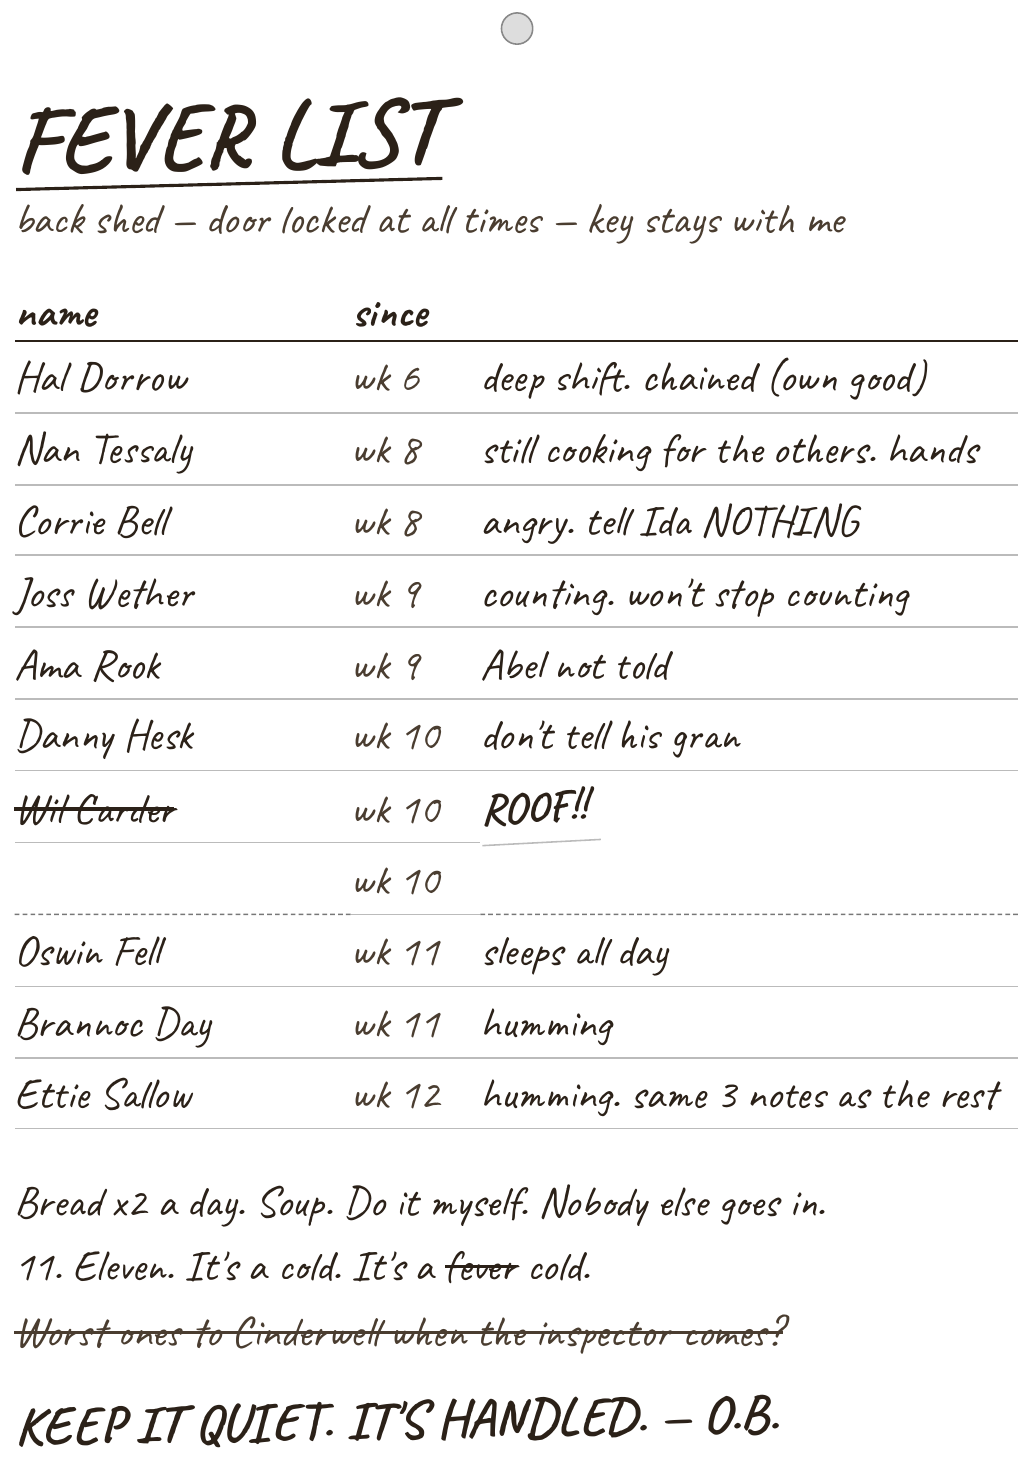 FEVER LIST
back shed — door locked at all times — key stays with me
name since
Hal Dorrow wk 6 deep shift. chained (own good)
Nan Tessaly wk 8 still cooking for the others. hands
Corrie Bell wk 8 angry. tell Ida NOTHING
Joss Wether wk 9 counting. won't stop counting
Ama Rook wk 9 Abel not told
Danny Hesk wk 10 don't tell his gran
Wil Carder wk 10 ROOF!!
wk 10
Oswin Fell wk 11 sleeps all day
Brannoc Day wk 11 humming
Ettie Sallow wk 12 humming. same 3 notes as the rest
Bread x2 a day. Soup. Do it myself. Nobody else goes in.
11. Eleven. It's a cold. It's a fever cold.
Worst ones to Cinderwell when the inspector comes?
KEEP IT QUIET. IT'S HANDLED. — O.B.